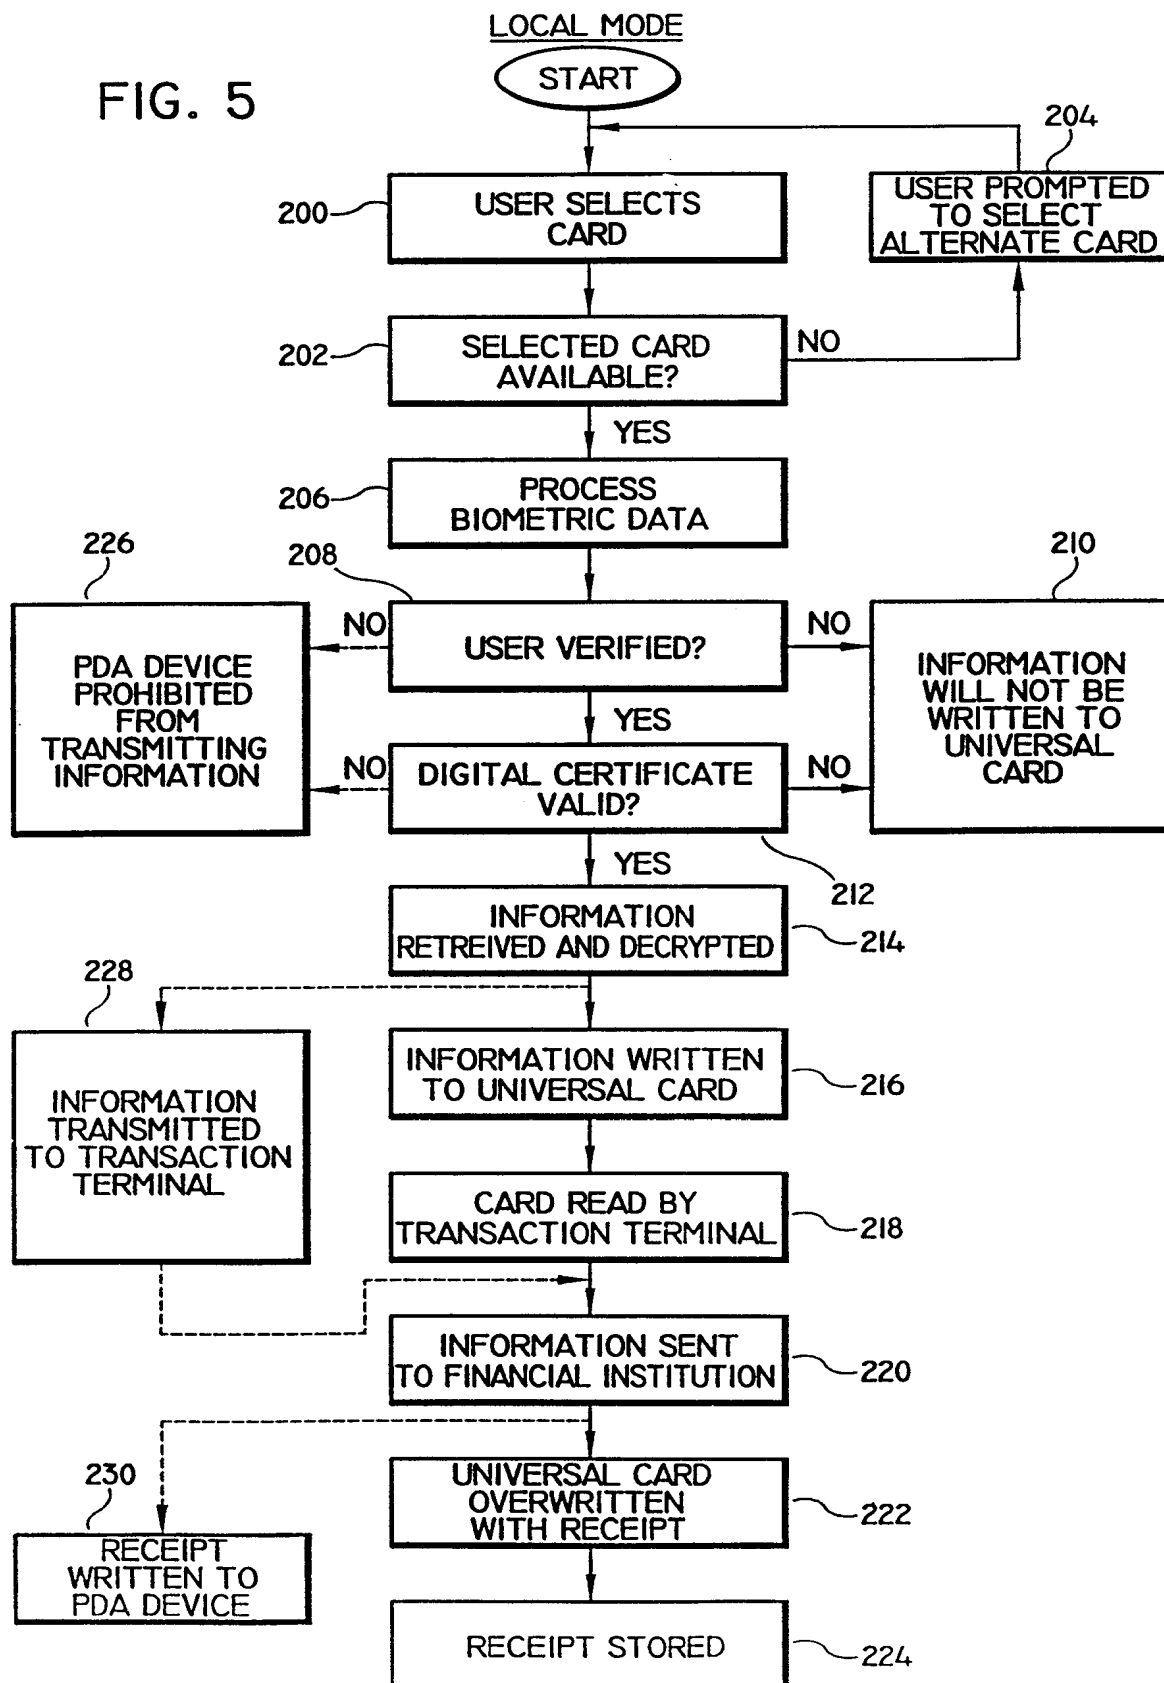 LOCAL MODE
START
FIG. 5
204
USER PROMPTED
TO SELECT
ALTERNATE CARD
200
USER SELECTS
CARD
202
SELECTED CARD
AVAILABLE?
NO
YES
206
PROCESS
BIOMETRIC DATA
226
208
210
PDA DEVICE
PROHIBITED
FROM
TRANSMITTING
INFORMATION
NO
USER VERIFIED?
NO
INFORMATION
WILL NOT BE
WRITTEN TO
UNIVERSAL
CARD
YES
NO
DIGITAL CERTIFICATE
VALID?
NO
YES
212
INFORMATION
RETREIVED AND DECRYPTED
214
228
INFORMATION
TRANSMITTED
TO TRANSACTION
TERMINAL
INFORMATION WRITTEN
TO UNIVERSAL CARD
216
CARD READ BY
TRANSACTION TERMINAL
218
INFORMATION SENT
TO FINANCIAL INSTITUTION
220
230
RECEIPT
WRITTEN TO
PDA DEVICE
UNIVERSAL CARD
OVERWRITTEN
WITH RECEIPT
222
RECEIPT STORED
224